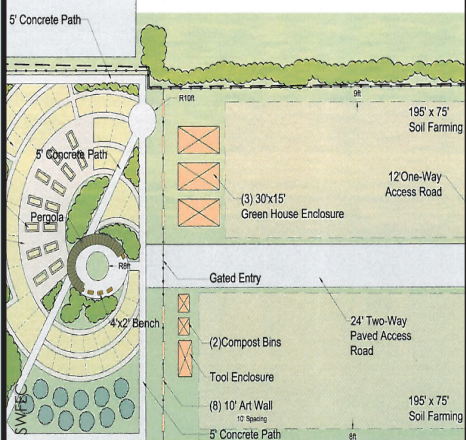 5' Concrete Path
R10ft
9ft
195' x 75'
Soil Farming
5' Concrete Path
12'One-Way
Access Road
(3) 30'x15'
Green House Enclosure
Pergola
R8ft
Gated Entry
4'x2' Bench
24' Two-Way
Paved Access
Road
(2)Compost Bins
Tool Enclosure
(8) 10' Art Wall
10' Spacing
195' x 75'
Soil Farming
5' Concrete Path
8ft
SWFEC